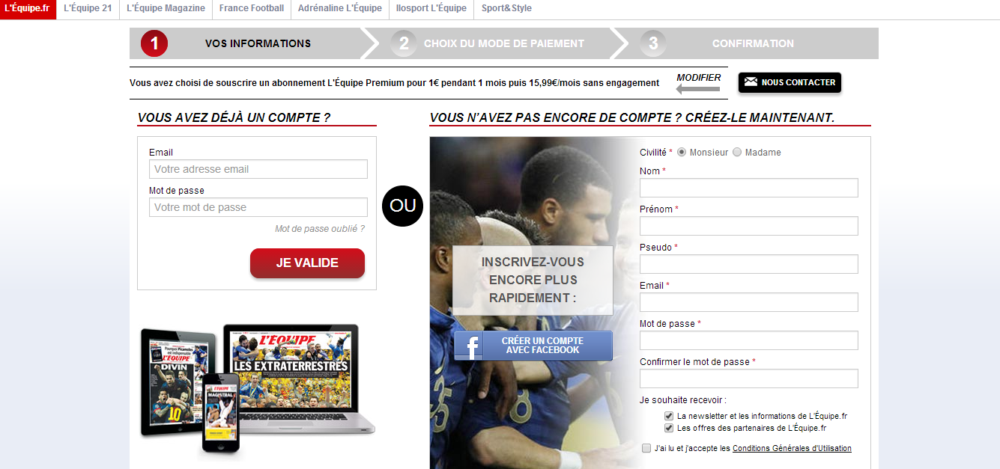 L'Équipe.fr
L'Équipe 21
L'Équipe Magazine
France Football
Adrénaline L'Équipe
Ilosport L'Équipe
Sport&Style
1 VOS INFORMATIONS
2 CHOIX DU MODE DE PAIEMENT
3 CONFIRMATION
Vous avez choisi de souscrire un abonnement L'Équipe Premium pour 1€ pendant 1 mois puis 15,99€/mois sans engagement
MODIFIER
NOUS CONTACTER
VOUS AVEZ DÉJÀ UN COMPTE ?
Email
Votre adresse email
Mot de passe
Votre mot de passe
Mot de passe oublié ?
JE VALIDE
L'ÉQUIPE
DIVIN
10
L'ÉQUIPE
MAGISTRAL
L'ÉQUIPE
LES EXTRATERRESTRES
OU
VOUS N'AVEZ PAS ENCORE DE COMPTE ? CRÉEZ-LE MAINTENANT.
INSCRIVEZ-VOUS
ENCORE PLUS
RAPIDEMENT :
f
CRÉER UN COMPTE
AVEC FACEBOOK
8
Civilité * Monsieur Madame
Nom *
Prénom *
Pseudo *
Email *
Mot de passe *
Confirmer le mot de passe *
Je souhaite recevoir :
La newsletter et les informations de L'Équipe.fr
Les offres des partenaires de L'Équipe.fr
J'ai lu et j'accepte les Conditions Générales d'Utilisation